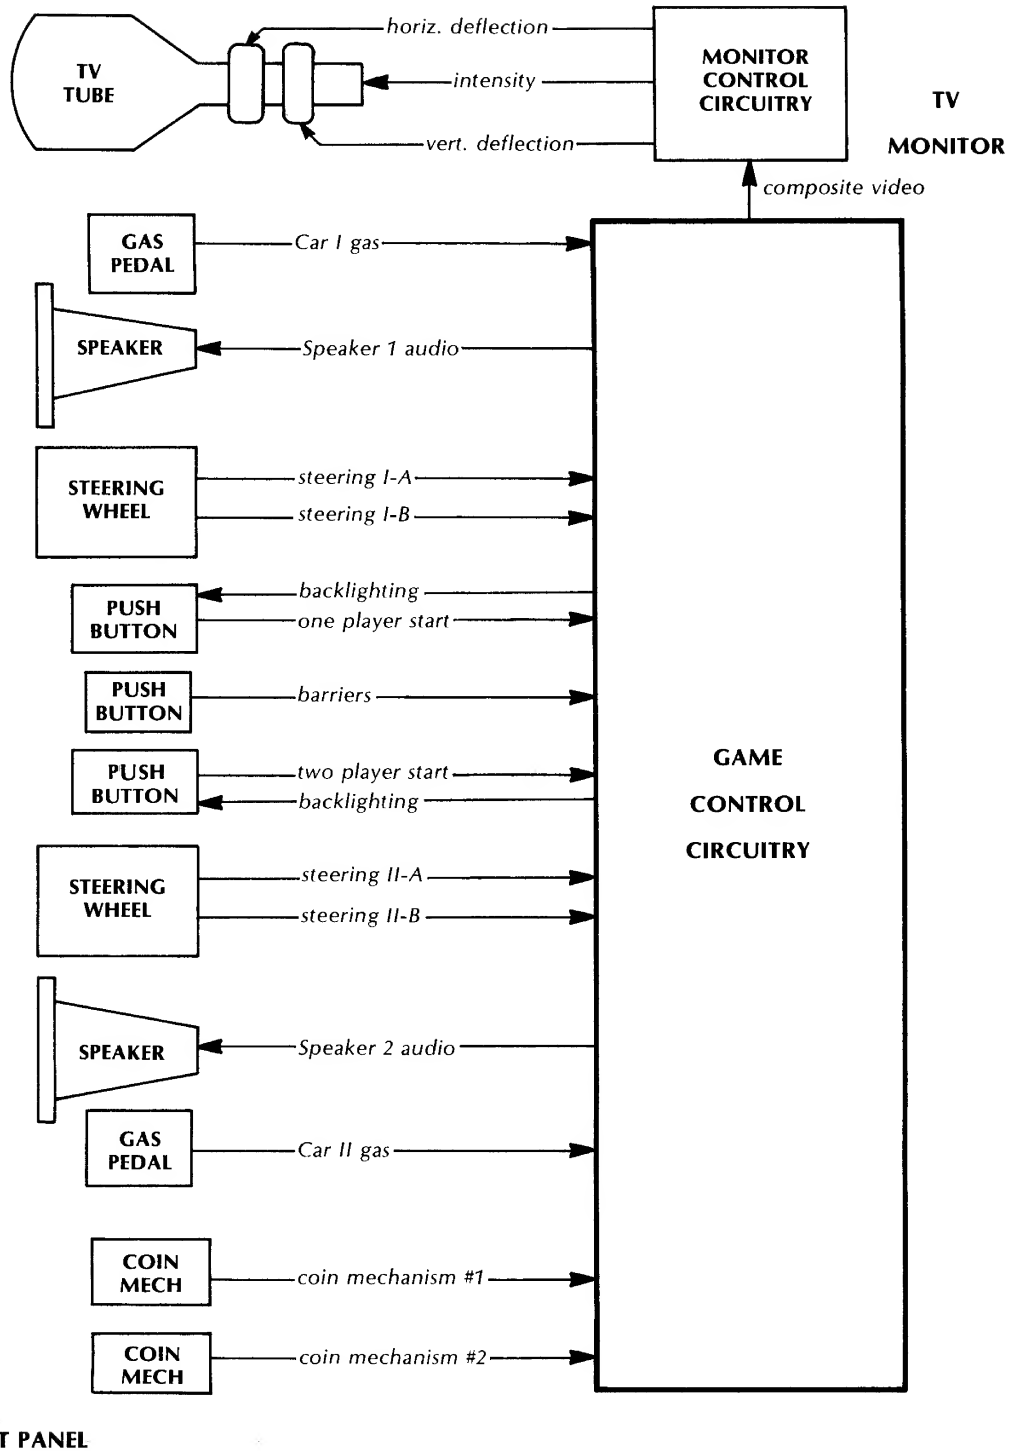 horiz. deflection
TV
TUBE
intensity
vert. deflection
MONITOR
CONTROL
CIRCUITRY
TV
MONITOR
composite video
GAS
PEDAL
Car I gas
SPEAKER
Speaker 1 audio
STEERING
WHEEL
steering I-A
steering I-B
PUSH
BUTTON
backlighting
one player start
PUSH
BUTTON
barriers
PUSH
BUTTON
two player start
backlighting
GAME
CONTROL
CIRCUITRY
STEERING
WHEEL
steering II-A
steering II-B
SPEAKER
Speaker 2 audio
GAS
PEDAL
Car II gas
COIN
MECH
coin mechanism #1
COIN
MECH
coin mechanism #2
T PANEL